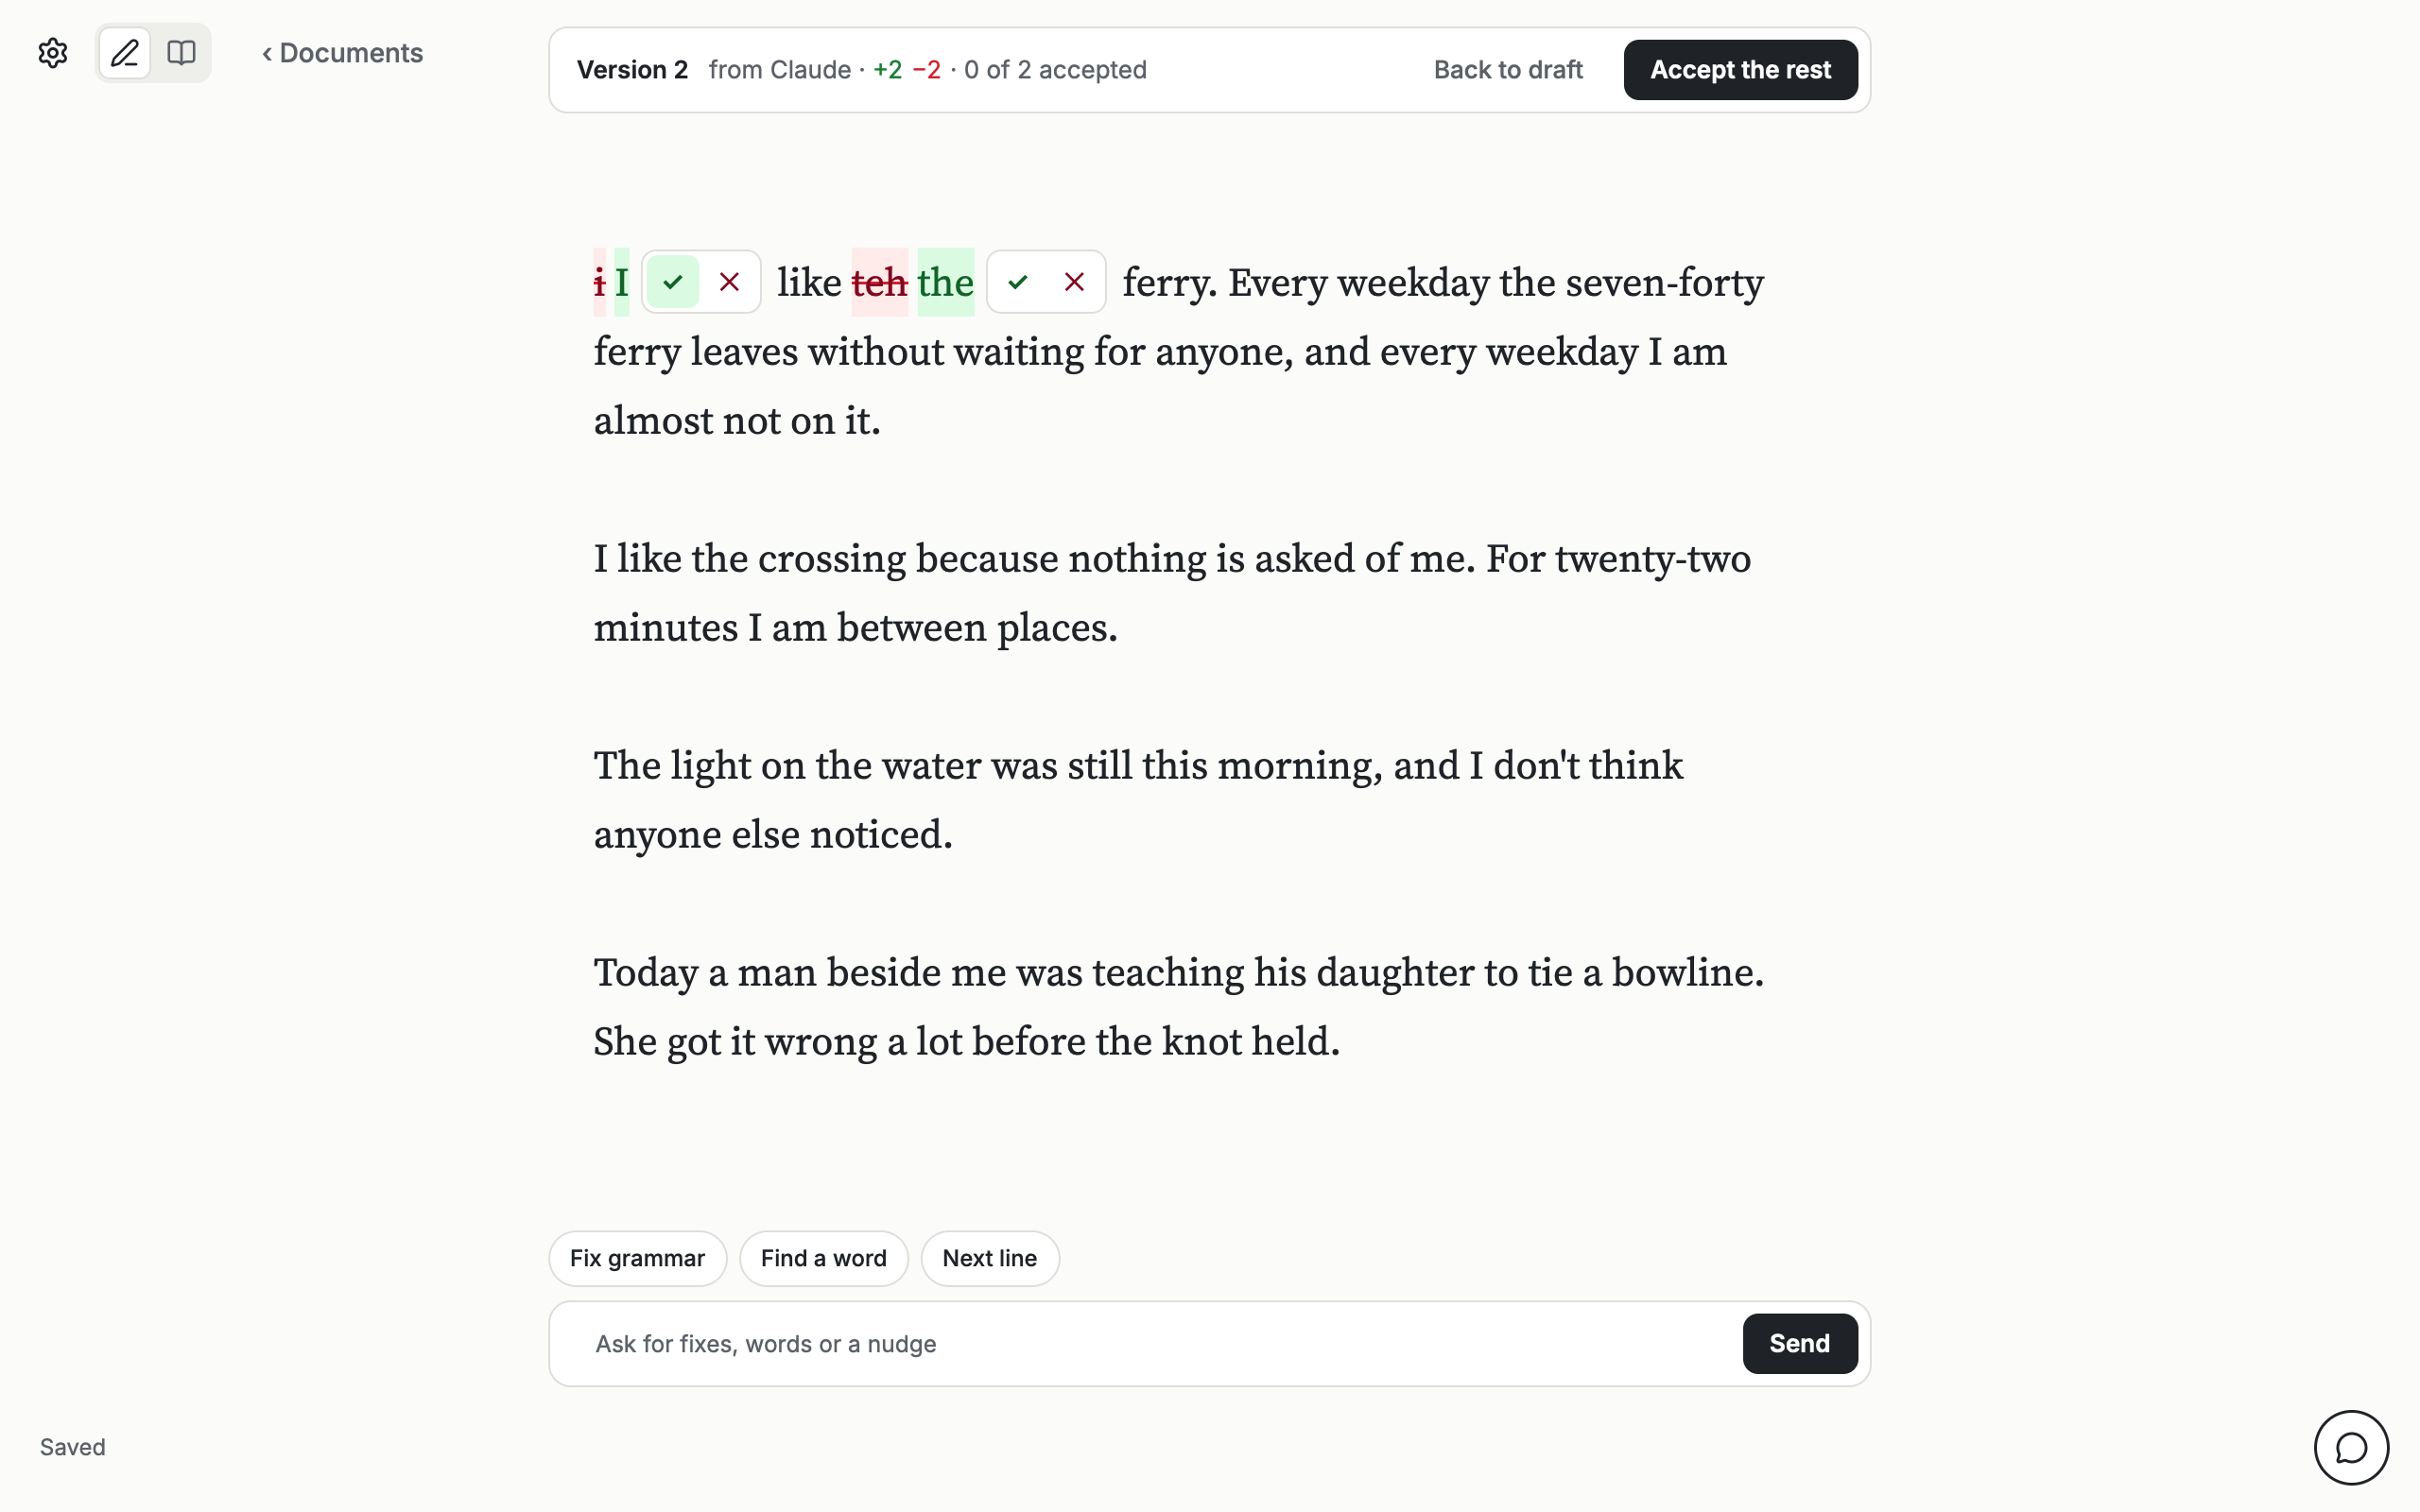 ‹ Documents
Version 2 from Claude · +2 −2 · 0 of 2 accepted Back to draft Accept the rest
i I like teh the ferry. Every weekday the seven-forty
ferry leaves without waiting for anyone, and every weekday I am
almost not on it.
I like the crossing because nothing is asked of me. For twenty-two
minutes I am between places.
The light on the water was still this morning, and I don't think
anyone else noticed.
Today a man beside me was teaching his daughter to tie a bowline.
She got it wrong a lot before the knot held.
Fix grammar Find a word Next line
Ask for fixes, words or a nudge Send
Saved